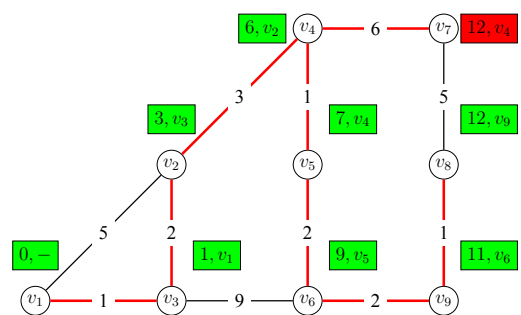 6, v₂ v₄ 6 v₇ 12, v₄
3 1 5
3, v₃ 7, v₄ 12, v₉
v₂ v₅ v₈
5 2 2 1
0, − 1, v₁ 9, v₅ 11, v₆
v₁ 1 v₃ 9 v₆ 2 v₉